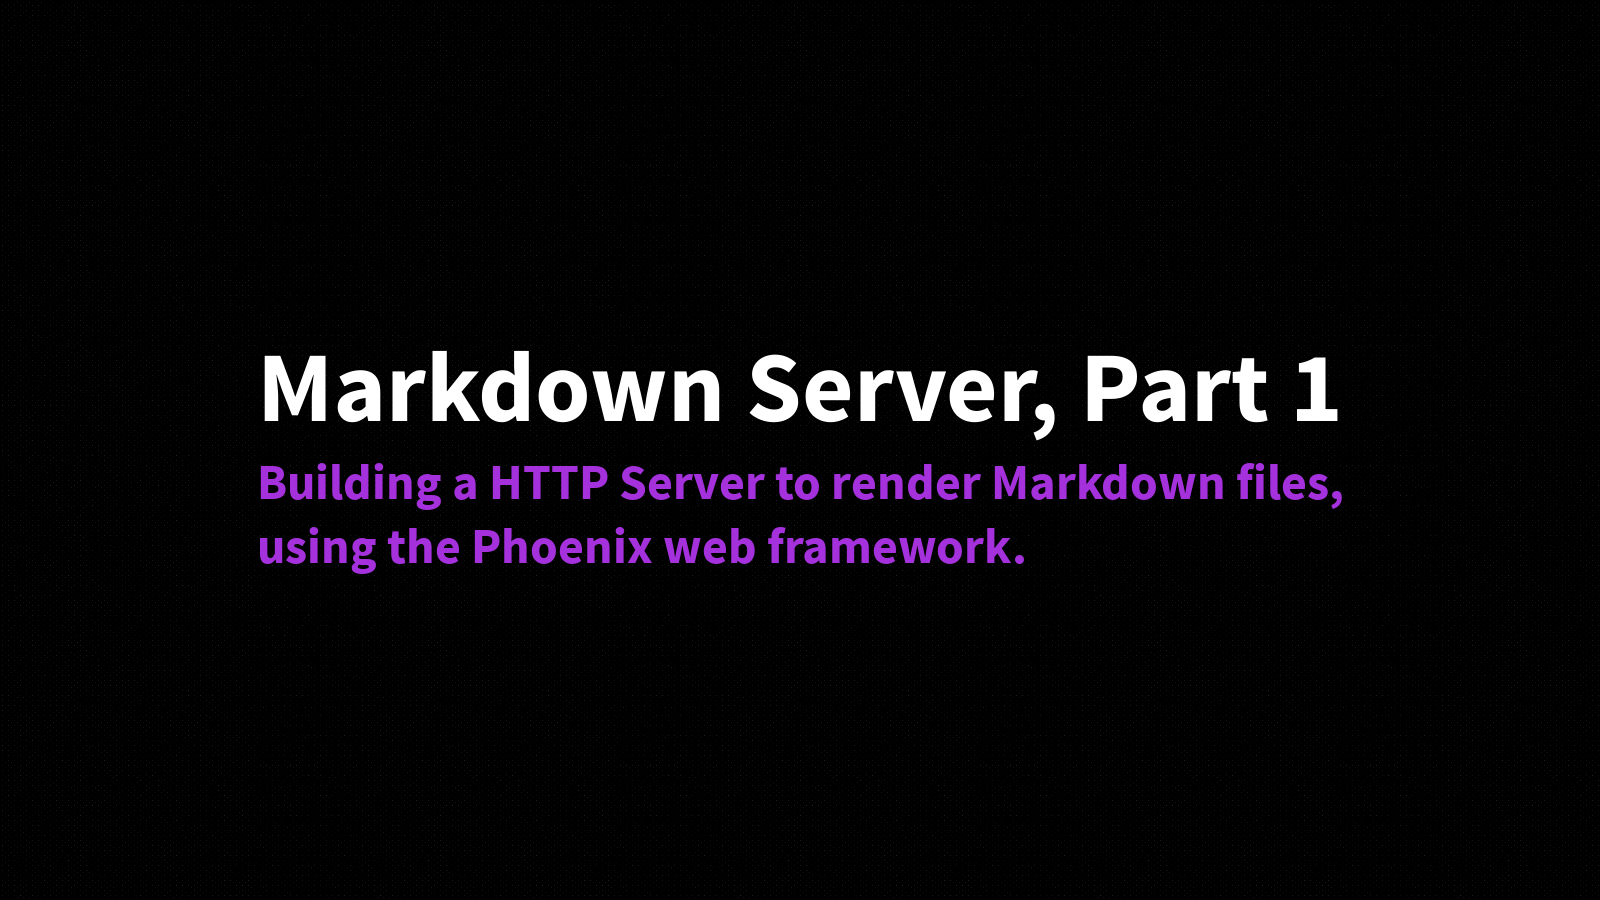 Markdown Server, Part 1
Building a HTTP Server to render Markdown files,
using the Phoenix web framework.